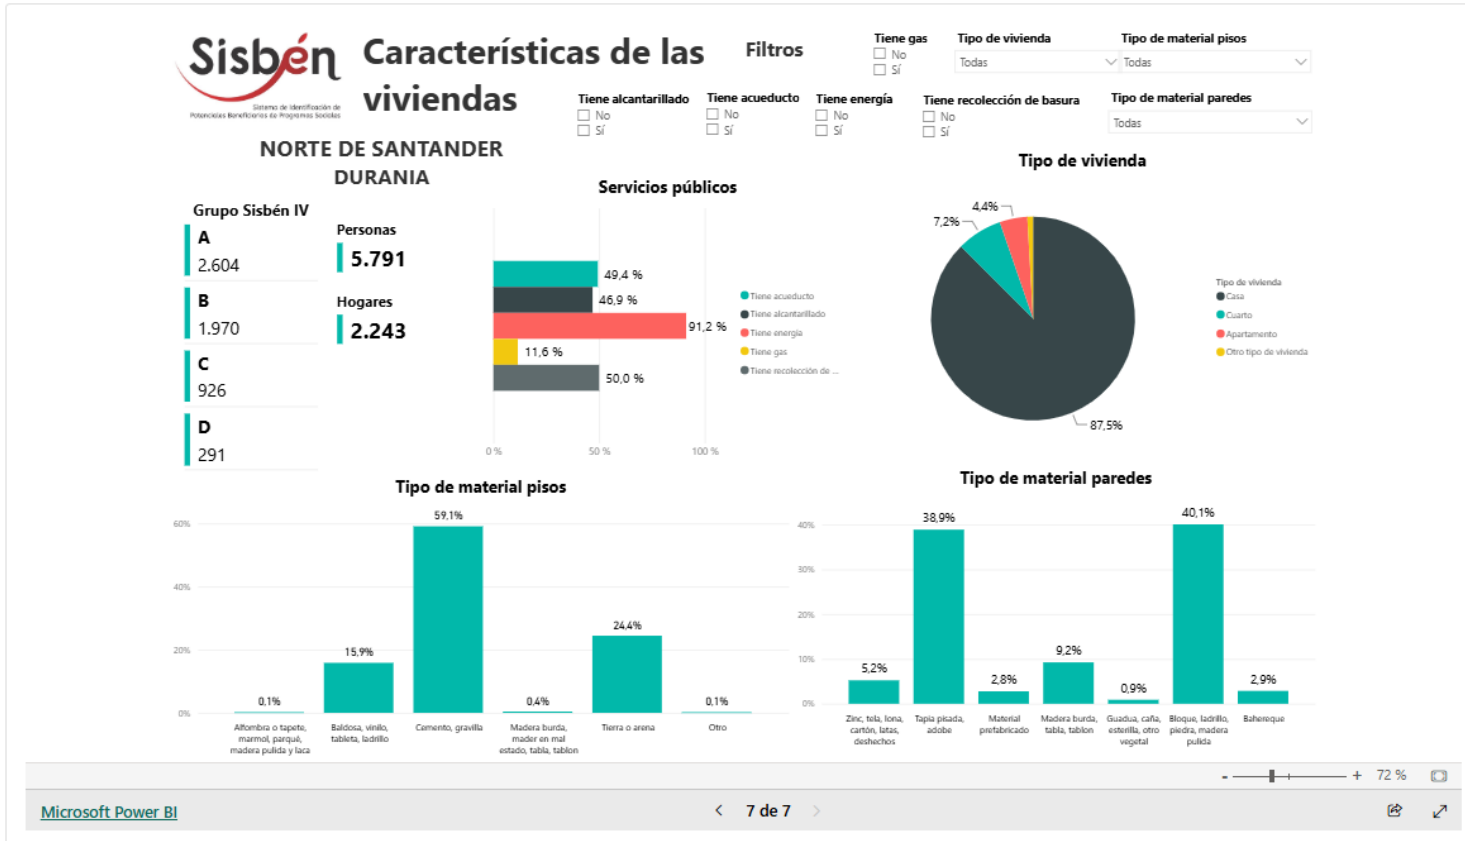 Sisbén
Sistema de Identificación de
Potenciales Beneficiarios de Programas Sociales
Características de las
viviendas
Filtros
Tiene gas
No
Sí
Tipo de vivienda
Todas
Tipo de material pisos
Todas
Tiene alcantarillado
No
Sí
Tiene acueducto
No
Sí
Tiene energía
No
Sí
Tiene recolección de basura
No
Sí
Tipo de material paredes
Todas
NORTE DE SANTANDER
DURANIA
Grupo Sisbén IV
A
2.604
B
1.970
C
926
D
291
Personas
5.791
Hogares
2.243
Servicios públicos
49,4 %
46,9 %
91,2 %
11,6 %
50,0 %
0 %
50 %
100 %
Tiene acueducto
Tiene alcantarillado
Tiene energía
Tiene gas
Tiene recolección de ...
Tipo de vivienda
4,4%
7,2%
87,5%
Tipo de vivienda
Casa
Cuarto
Apartamento
Otro tipo de vivienda
Tipo de material pisos
60%
40%
20%
0%
0,1%
15,9%
59,1%
0,4%
24,4%
0,1%
Alfombra o tapete,
marmol, parqué,
madera pulida y laca
Baldosa, vinilo,
tableta, ladrillo
Cemento, gravilla
Madera burda,
mader en mal
estado, tabla, tablon
Tierra o arena
Otro
Tipo de material paredes
40%
30%
20%
10%
0%
5,2%
38,9%
2,8%
9,2%
0,9%
40,1%
2,9%
Zinc, tela, lona,
cartón, latas,
deshechos
Tapia pisada,
adobe
Material
prefabricado
Madera burda,
tabla, tablon
Guadua, caña,
esterilla, otro
vegetal
Bloque, ladrillo,
piedra, madera
pulida
Bahereque
- + 72 %
Microsoft Power BI
7 de 7